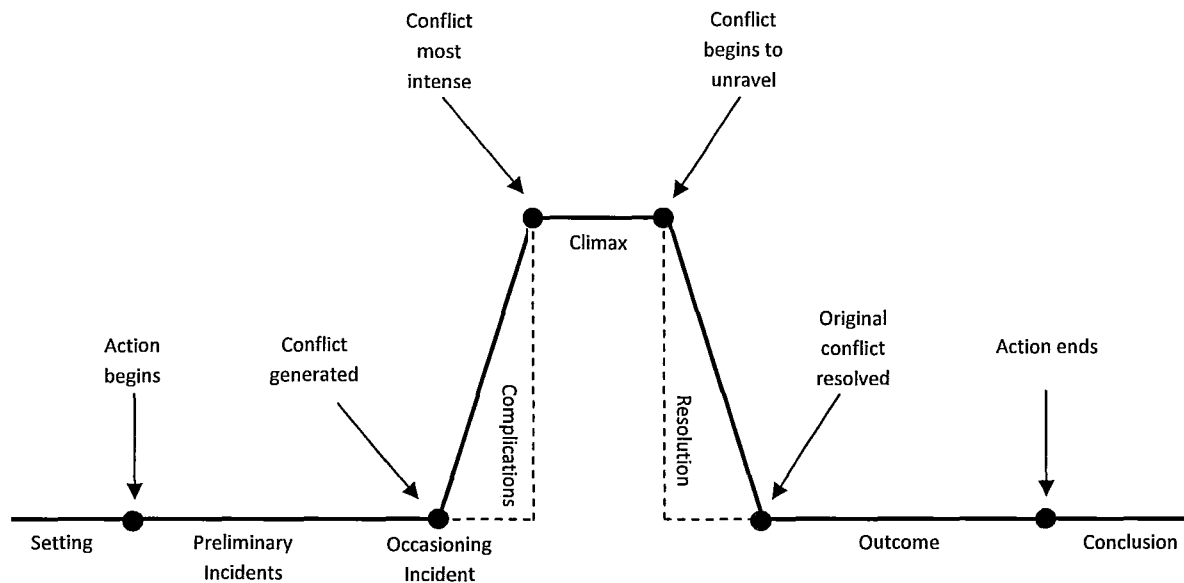 Conflict
most
intense
Conflict
begins to
unravel
Climax
Action
begins
Conflict
generated
Complications
Resolution
Original
conflict
resolved
Action ends
Setting
Preliminary
Incidents
Occasioning
Incident
Outcome
Conclusion